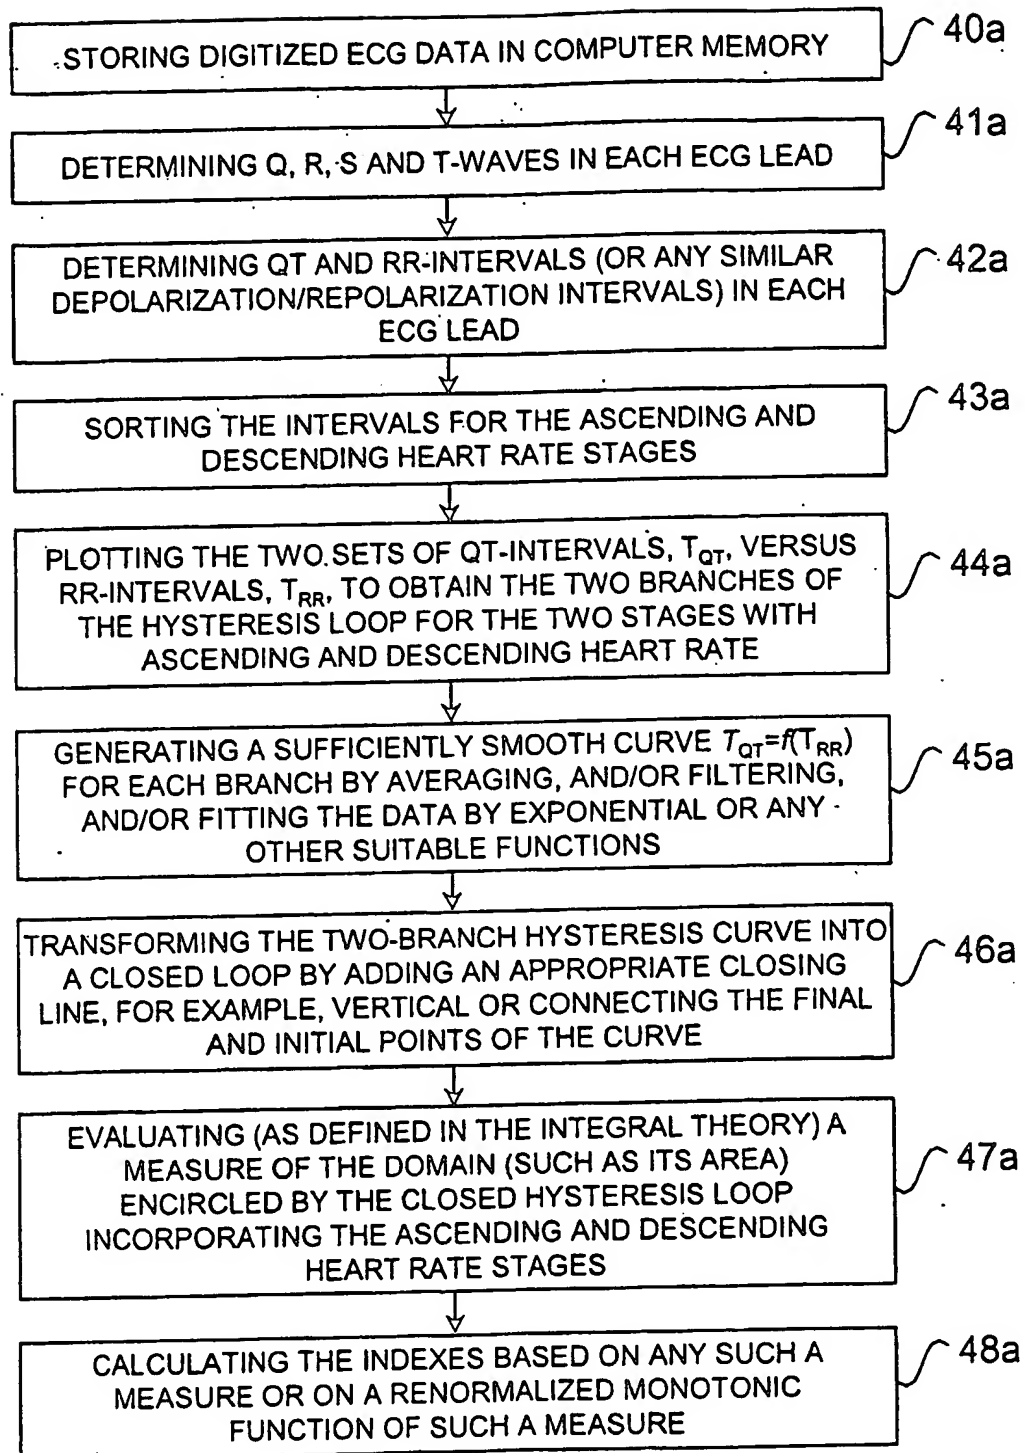 STORING DIGITIZED ECG DATA IN COMPUTER MEMORY
40a
DETERMINING Q, R, S AND T-WAVES IN EACH ECG LEAD
41a
DETERMINING QT AND RR-INTERVALS (OR ANY SIMILAR
DEPOLARIZATION/REPOLARIZATION INTERVALS) IN EACH
ECG LEAD
42a
SORTING THE INTERVALS FOR THE ASCENDING AND
DESCENDING HEART RATE STAGES
43a
PLOTTING THE TWO SETS OF QT-INTERVALS, T_QT, VERSUS
RR-INTERVALS, T_RR, TO OBTAIN THE TWO BRANCHES OF
THE HYSTERESIS LOOP FOR THE TWO STAGES WITH
ASCENDING AND DESCENDING HEART RATE
44a
GENERATING A SUFFICIENTLY SMOOTH CURVE T_QT=f(T_RR)
FOR EACH BRANCH BY AVERAGING, AND/OR FILTERING,
AND/OR FITTING THE DATA BY EXPONENTIAL OR ANY
OTHER SUITABLE FUNCTIONS
45a
TRANSFORMING THE TWO-BRANCH HYSTERESIS CURVE INTO
A CLOSED LOOP BY ADDING AN APPROPRIATE CLOSING
LINE, FOR EXAMPLE, VERTICAL OR CONNECTING THE FINAL
AND INITIAL POINTS OF THE CURVE
46a
EVALUATING (AS DEFINED IN THE INTEGRAL THEORY) A
MEASURE OF THE DOMAIN (SUCH AS ITS AREA)
ENCIRCLED BY THE CLOSED HYSTERESIS LOOP
INCORPORATING THE ASCENDING AND DESCENDING
HEART RATE STAGES
47a
CALCULATING THE INDEXES BASED ON ANY SUCH A
MEASURE OR ON A RENORMALIZED MONOTONIC
FUNCTION OF SUCH A MEASURE
48a